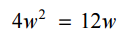 4w² = 12w